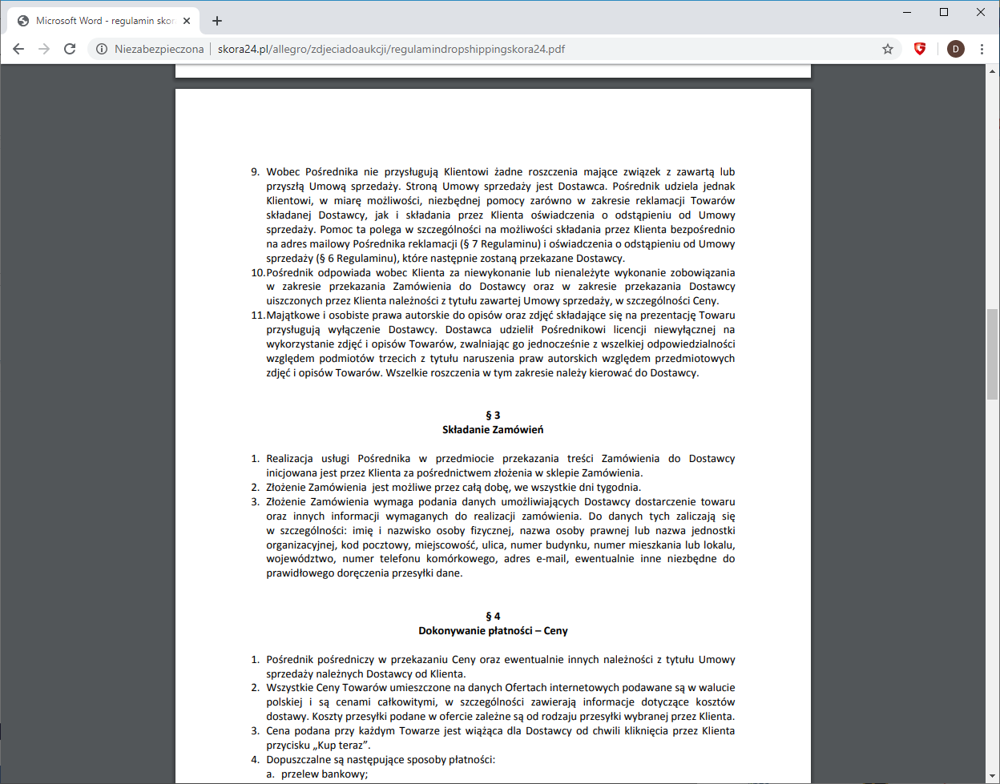 Microsoft Word - regulamin skor
Niezabezpieczona
skora24.pl/allegro/zdjeciadoaukcji/regulamindropshippingskora24.pdf
D
9. Wobec Pośrednika nie przysługują Klientowi żadne roszczenia mające związek z zawartą lub
przyszłą Umową sprzedaży. Stroną Umowy sprzedaży jest Dostawca. Pośrednik udziela jednak
Klientowi, w miarę możliwości, niezbędnej pomocy zarówno w zakresie reklamacji Towarów
składanej Dostawcy, jak i składania przez Klienta oświadczenia o odstąpieniu od Umowy
sprzedaży. Pomoc ta polega w szczególności na możliwości składania przez Klienta bezpośrednio
na adres mailowy Pośrednika reklamacji (§ 7 Regulaminu) i oświadczenia o odstąpieniu od Umowy
sprzedaży (§ 6 Regulaminu), które następnie zostaną przekazane Dostawcy.
10. Pośrednik odpowiada wobec Klienta za niewykonanie lub nienależyte wykonanie zobowiązania
w zakresie przekazania Zamówienia do Dostawcy oraz w zakresie przekazania Dostawcy
uiszczonych przez Klienta należności z tytułu zawartej Umowy sprzedaży, w szczególności Ceny.
11. Majątkowe i osobiste prawa autorskie do opisów oraz zdjęć składające się na prezentację Towaru
przysługują wyłączenie Dostawcy. Dostawca udzielił Pośrednikowi licencji niewyłącznej na
wykorzystanie zdjęć i opisów Towarów, zwalniając go jednocześnie z wszelkiej odpowiedzialności
względem podmiotów trzecich z tytułu naruszenia praw autorskich względem przedmiotowych
zdjęć i opisów Towarów. Wszelkie roszczenia w tym zakresie należy kierować do Dostawcy.
§ 3
Składanie Zamówień
1. Realizacja usługi Pośrednika w przedmiocie przekazania treści Zamówienia do Dostawcy
inicjowana jest przez Klienta za pośrednictwem złożenia w sklepie Zamówienia.
2. Złożenie Zamówienia jest możliwe przez całą dobę, we wszystkie dni tygodnia.
3. Złożenie Zamówienia wymaga podania danych umożliwiających Dostawcy dostarczenie towaru
oraz innych informacji wymaganych do realizacji zamówienia. Do danych tych zaliczają się
w szczególności: imię i nazwisko osoby fizycznej, nazwa osoby prawnej lub nazwa jednostki
organizacyjnej, kod pocztowy, miejscowość, ulica, numer budynku, numer mieszkania lub lokalu,
województwo, numer telefonu komórkowego, adres e-mail, ewentualnie inne niezbędne do
prawidłowego doręczenia przesyłki dane.
§ 4
Dokonywanie płatności – Ceny
1. Pośrednik pośredniczy w przekazaniu Ceny oraz ewentualnie innych należności z tytułu Umowy
sprzedaży należnych Dostawcy od Klienta.
2. Wszystkie Ceny Towarów umieszczone na danych Ofertach internetowych podawane są w walucie
polskiej i są cenami całkowitymi, w szczególności zawierają informacje dotyczące kosztów
dostawy. Koszty przesyłki podane w ofercie zależne są od rodzaju przesyłki wybranej przez Klienta.
3. Cena podana przy każdym Towarze jest wiążąca dla Dostawcy od chwili kliknięcia przez Klienta
przycisku „Kup teraz”.
4. Dopuszczalne są następujące sposoby płatności:
a. przelew bankowy;